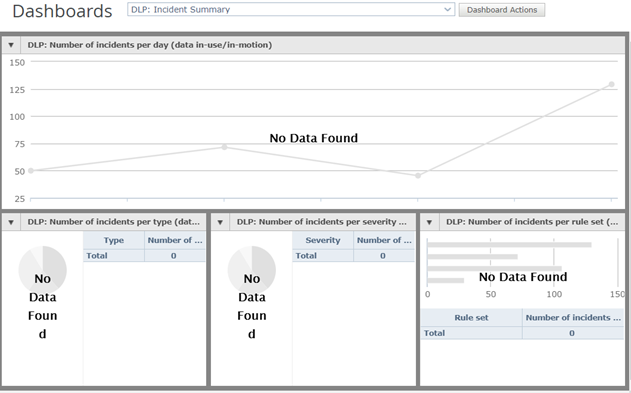 Dashboards
DLP: Incident Summary
Dashboard Actions
DLP: Number of incidents per day (data in-use/in-motion)
150
125
100
75
50
25
No Data Found
DLP: Number of incidents per type (dat...
Type Number of ...
Total 0
No
Data
Foun
d
DLP: Number of incidents per severity ...
Severity Number of ...
Total 0
No
Data
Foun
d
DLP: Number of incidents per rule set (...
No Data Found
0 50 100 150
Rule set Number of incidents ...
Total 0